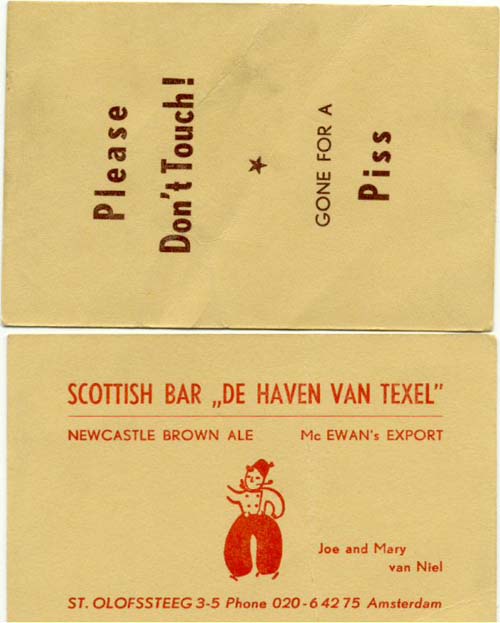 Please
Don't Touch!
GONE FOR A
Piss
SCOTTISH BAR „DE HAVEN VAN TEXEL"
NEWCASTLE BROWN ALE Mc EWAN's EXPORT
Joe and Mary
van Niel
ST. OLOFSSTEEG 3-5 Phone 020-6 42 75 Amsterdam